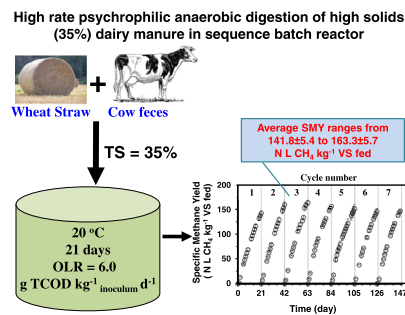 High rate psychrophilic anaerobic digestion of high solids
(35%) dairy manure in sequence batch reactor
+
Wheat Straw
Cow feces
TS = 35%
20 °C
21 days
OLR = 6.0
g TCOD kg⁻¹ inoculum d⁻¹
Average SMY ranges from
141.8±5.4 to 163.3±5.7
N L CH₄ kg⁻¹ VS fed
Cycle number
1 2 3 4 5 6 7
Specific Methane Yield
( N L CH₄ kg⁻¹ VS fed)
200
150
100
50
0
0 21 42 63 84 105 126 147
Time (day)